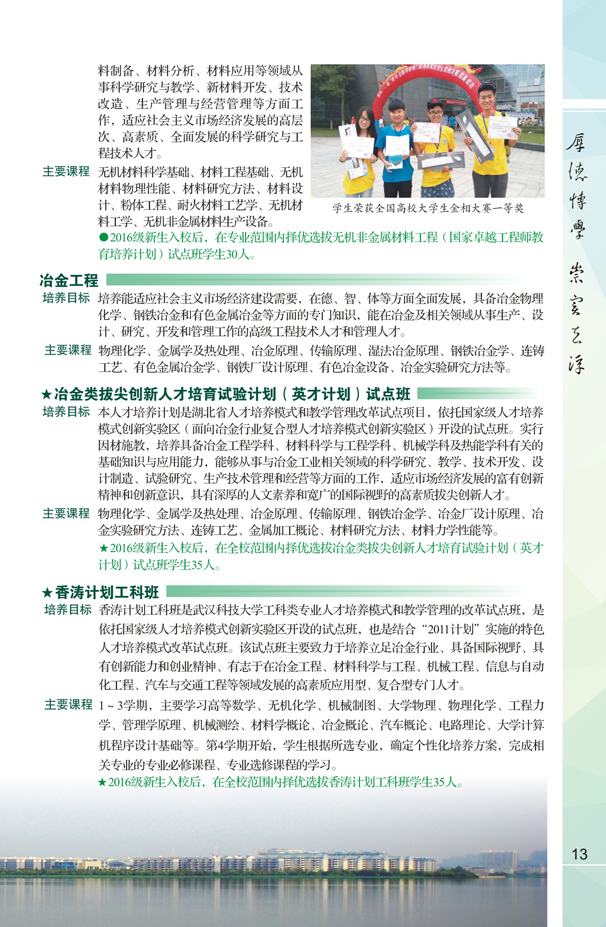 料制备、材料分析、材料应用等领域从
事科学研究与教学、新材料开发、技术
改造、生产管理与经营管理等方面工
作，适应社会主义市场经济发展的高层
次、高素质、全面发展的科学研究与工
程技术人才。
主要课程 无机材料科学基础、材料工程基础、无机
材料物理性能、材料研究方法、材料设
计、粉体工程、耐火材料工艺学、无机材
料工学、无机非金属材料生产设备。
学生荣获全国高校大学生金相大赛一等奖
●2016级新生入校后，在专业范围内择优选拔无机非金属材料工程（国家卓越工程师教
育培养计划）试点班学生30人。
冶金工程
培养目标 培养能适应社会主义市场经济建设需要，在德、智、体等方面全面发展，具备冶金物理
化学、钢铁冶金和有色金属冶金等方面的专门知识，能在冶金及相关领域从事生产、设
计、研究、开发和管理工作的高级工程技术人才和管理人才。
主要课程 物理化学、金属学及热处理、冶金原理、传输原理、湿法冶金原理、钢铁冶金学、连铸
工艺、有色金属冶金学、钢铁厂设计原理、有色冶金设备、冶金实验研究方法等。
★冶金类拔尖创新人才培育试验计划（英才计划）试点班
培养目标 本人才培养计划是湖北省人才培养模式和教学管理改革试点项目，依托国家级人才培养
模式创新实验区（面向冶金行业复合型人才培养模式创新实验区）开设的试点班。实行
因材施教，培养具备冶金工程学科、材料科学与工程学科、机械学科及热能学科有关的
基础知识与应用能力，能够从事与冶金工业相关领域的科学研究、教学、技术开发、设
计制造、试验研究、生产技术管理和经营等方面的工作，适应市场经济发展的富有创新
精神和创新意识，具有深厚的人文素养和宽广的国际视野的高素质拔尖创新人才。
主要课程 物理化学、金属学及热处理、冶金原理、传输原理、钢铁冶金学、冶金厂设计原理、冶
金实验研究方法、连铸工艺、金属加工概论、材料研究方法、材料力学性能等。
★2016级新生入校后，在全校范围内择优选拔冶金类拔尖创新人才培育试验计划（英才
计划）试点班学生35人。
★香涛计划工科班
培养目标 香涛计划工科班是武汉科技大学工科类专业人才培养模式和教学管理的改革试点班，是
依托国家级人才培养模式创新实验区开设的试点班，也是结合“2011计划”实施的特色
人才培养模式改革试点班。该试点班主要致力于培养立足冶金行业、具备国际视野、具
有创新能力和创业精神、有志于在冶金工程、材料科学与工程、机械工程、信息与自动
化工程、汽车与交通工程等领域发展的高素质应用型、复合型专门人才。
主要课程 1～3学期，主要学习高等数学、无机化学、机械制图、大学物理、物理化学、工程力
学、管理学原理、机械测绘、材料学概论、冶金概论、汽车概论、电路理论、大学计算
机程序设计基础等。第4学期开始，学生根据所选专业，确定个性化培养方案，完成相
关专业的专业必修课程、专业选修课程的学习。
★2016级新生入校后，在全校范围内择优选拔香涛计划工科班学生35人。
厚德博学 崇实去浮
13